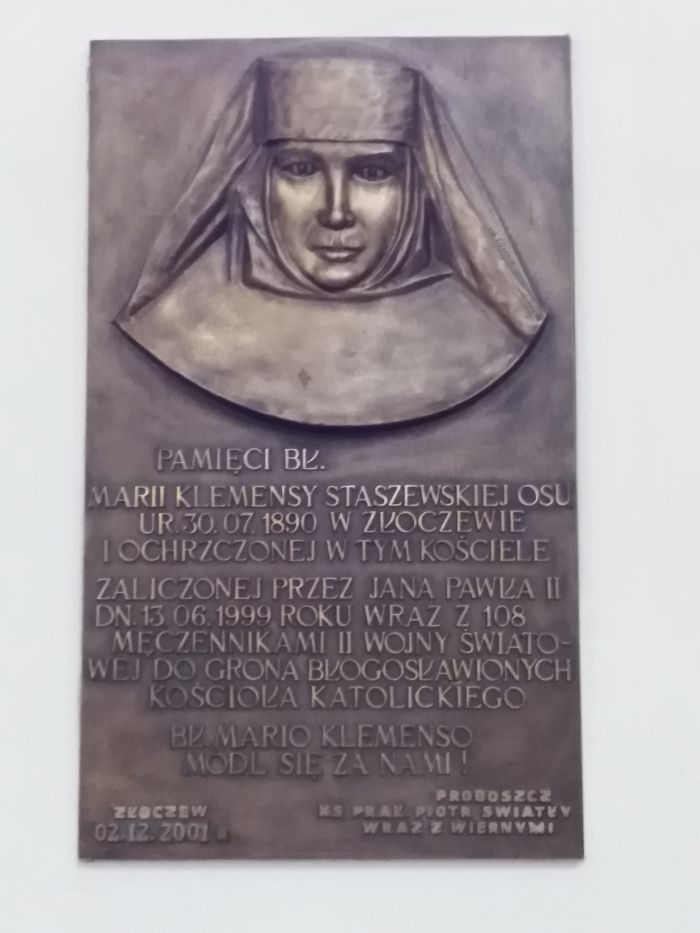 PAMIĘCI BŁ.
MARII KLEMENSY STASZEWSKIEJ OSU
UR. 30. 07. 1890 W ZŁOCZEWIE
I OCHRZCZONEJ W TYM KOŚCIELE
ZALICZONEJ PRZEZ JANA PAWŁA II
DN. 13 06. 1999 ROKU WRAZ Z 108
MĘCZENNIKAMI II WOJNY ŚWIATO-
WEJ DO GRONA BŁOGOSŁAWIONYCH
KOŚCIOŁA KATOLICKIEGO
BŁ. MARIO KLEMENSO
MÓDL SIĘ ZA NAMI!
ZŁOCZEW
02. 12. 2001 R
PROBOSZCZ
KS. PRAŁ. PIOTR ŚWIATŁY
WRAZ Z WIERNYMI